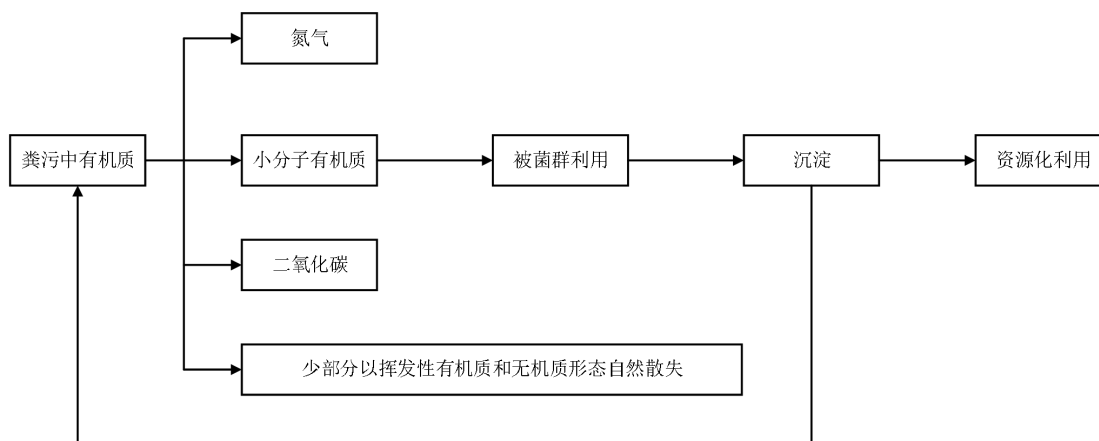 氮气
粪污中有机质
小分子有机质
被菌群利用
沉淀
资源化利用
二氧化碳
少部分以挥发性有机质和无机质形态自然散失